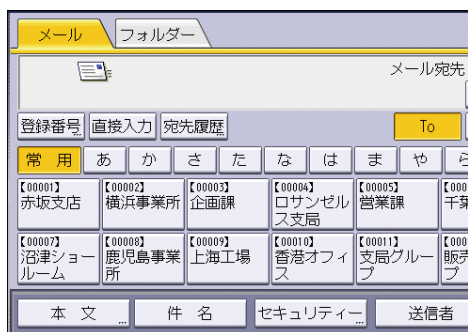 メール フォルダー
メール宛先
登録番号 直接入力 宛先履歴 To
常用 あ か さ た な は ま や
【00001】 【00002】 【00003】 【00004】 【00005】
赤坂支店 横浜事業所 企画課 ロサンゼル 営業課 千葉
ス支局
【00007】 【00008】 【00009】 【00010】 【00011】
沼津ショー 鹿児島事業 上海工場 香港オフィ 支局グルー 販売
ルーム 所 ス プ プ
本文 件名 セキュリティー 送信者